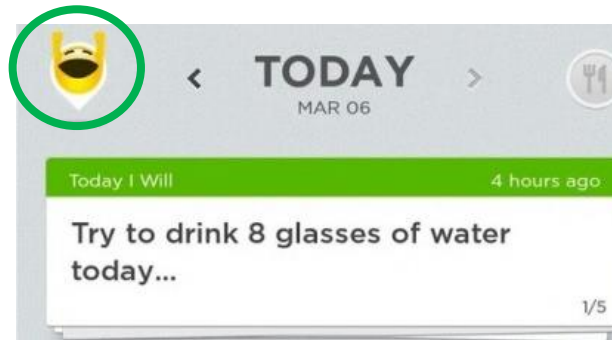 TODAY
MAR 06
Today I Will 4 hours ago
Try to drink 8 glasses of water
today...
1/5